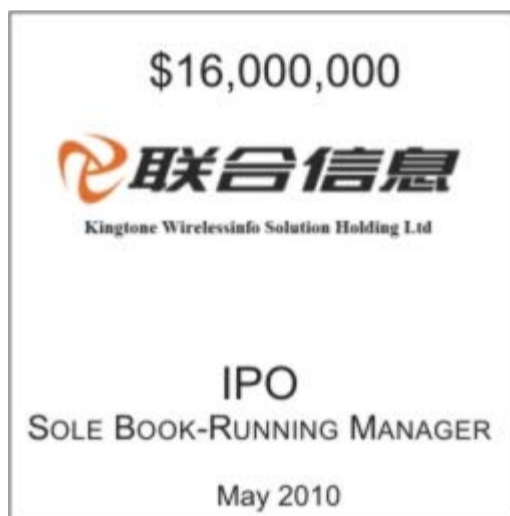 $16,000,000
联合信息
Kingtone Wirelessinfo Solution Holding Ltd
IPO
SOLE BOOK-RUNNING MANAGER
May 2010